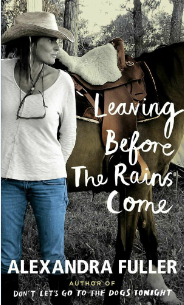 Leaving
Before
The Rains
Come
ALEXANDRA FULLER
AUTHOR OF
DON'T LET'S GO TO THE DOGS TONIGHT